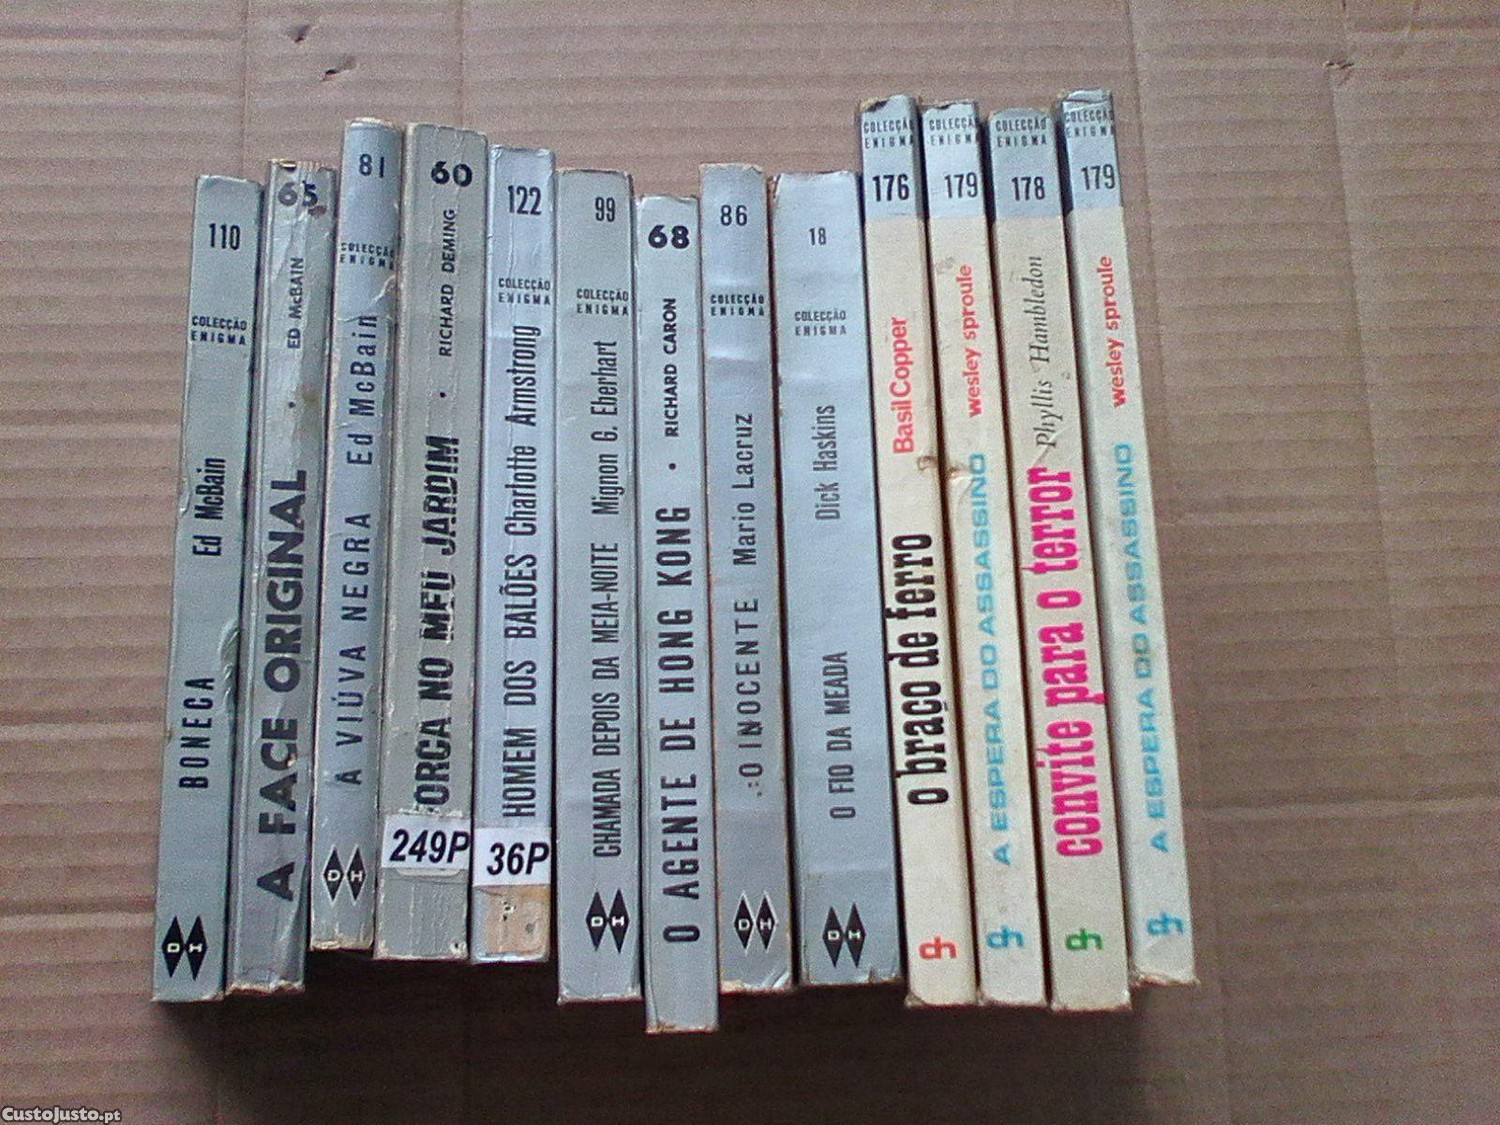 110
COLECÇÃO
ENIGMA
Ed McBain
BONECA
DH
65
ED McBAIN
A FACE ORIGINAL
81
COLECÇÃO
ENIGMA
Ed McBain
A VIÚVA NEGRA
DH
60
RICHARD DEMING
FORCA NO MEU JARDIM
249P
122
COLECÇÃO
ENIGMA
Charlotte Armstrong
HOMEM DOS BALÕES
36P
99
COLECÇÃO
ENIGMA
Mignon G. Eberhart
CHAMADA DEPOIS DA MEIA-NOITE
DH
68
RICHARD CARON
O AGENTE DE HONG KONG
86
COLECÇÃO
ENIGMA
Mario Lacruz
O INOCENTE
DH
18
COLECÇÃO
ENIGMA
Dick Haskins
O FIO DA MEADA
DH
COLECÇÃO
ENIGMA
176
Basil Copper
o braço de ferro
COLECÇÃO
ENIGMA
179
wesley sproule
A ESPERA DO ASSASSINO
COLECÇÃO
ENIGMA
178
Phyllis Hambledon
convite para o terror
COLECÇÃO
ENIGMA
179
wesley sproule
A ESPERA DO ASSASSINO
CustoJusto.pt